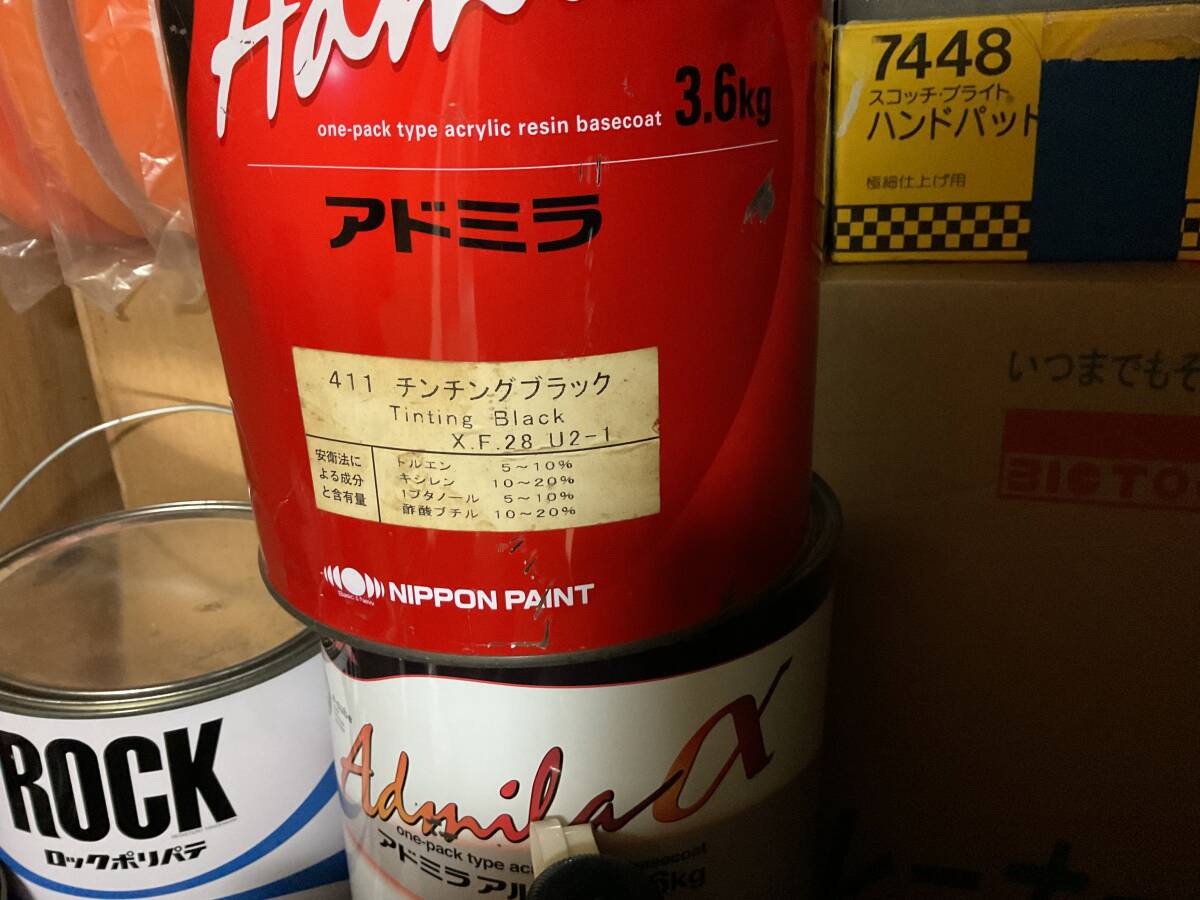 Adm
one-pack type acrylic resin basecoat 3.6kg
アドミラ
411 チンチングブラック
Tinting Black
X.F.28 U2-1
安衛法に
よる成分
と含有量
トルエン 5~10%
キシレン 10~20%
1ブタノール 5~10%
酢酸ブチル 10~20%
NIPPON PAINT
7448
スコッチ・ブライト
ハンドパッド
極細仕上げ用
いつまでもそ
ROCK
ロックポリパテ
Admila α
one-pack type acr
basecoat
アドミラ アル
6kg